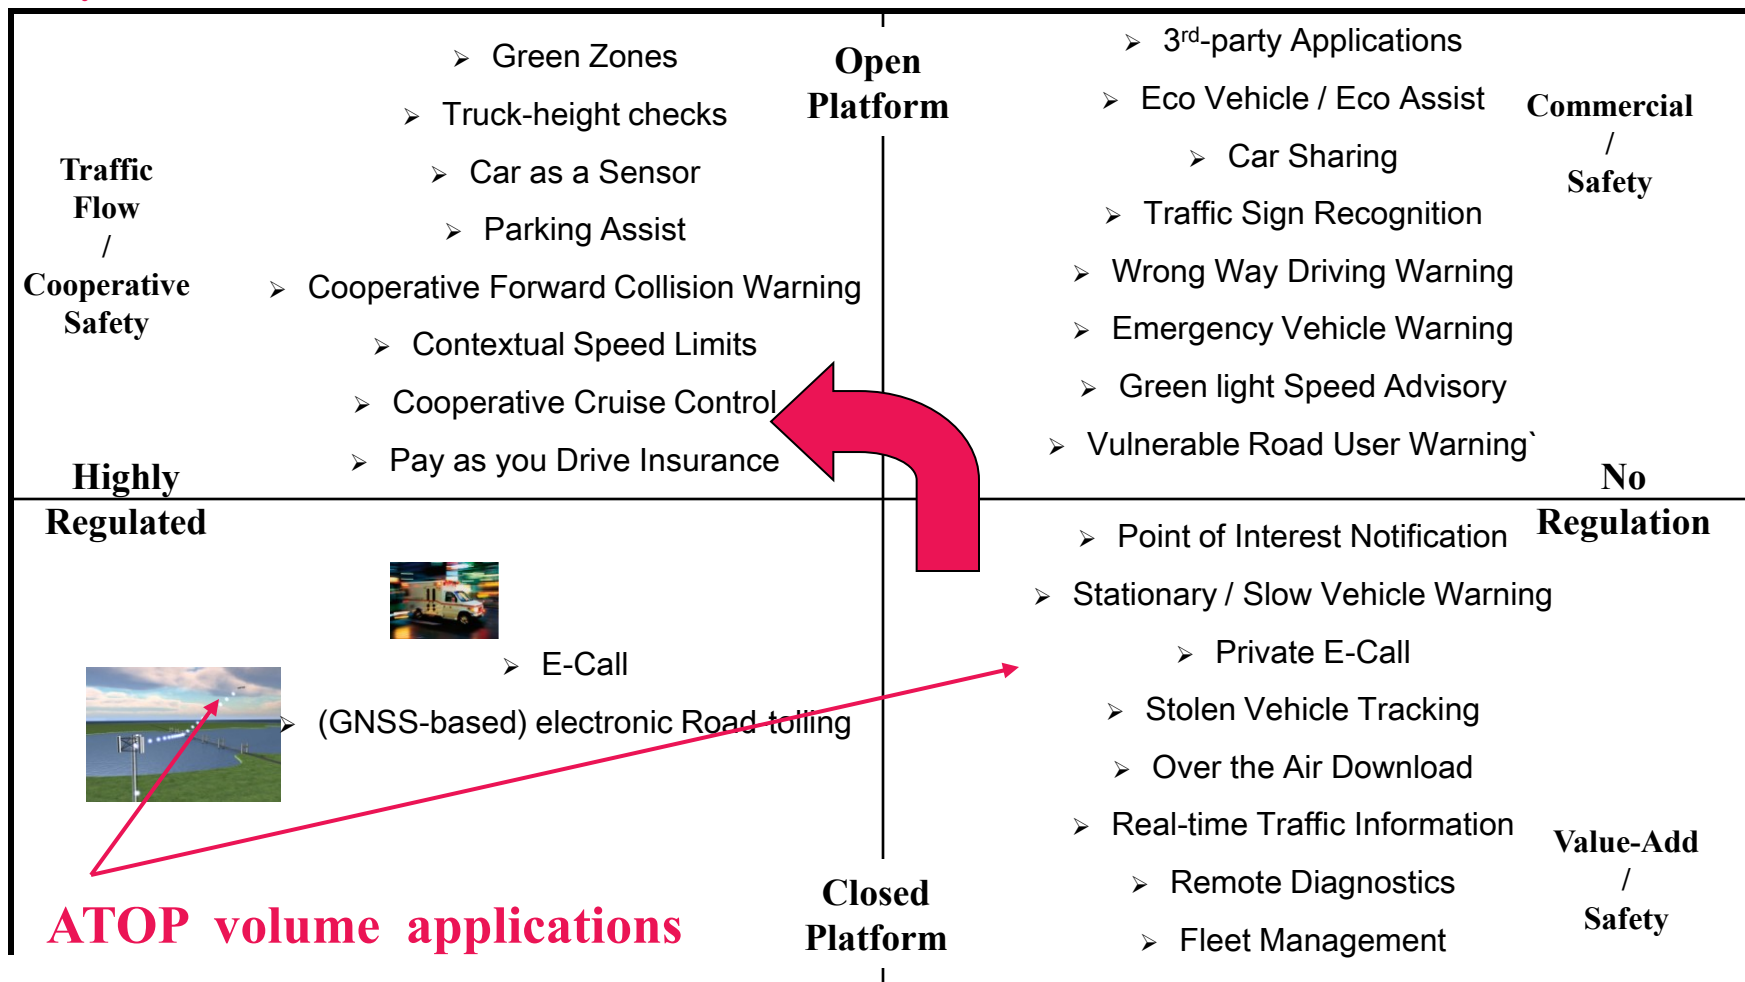 ➢ Green Zones
➢ Truck-height checks
➢ Car as a Sensor
➢ Parking Assist
➢ Cooperative Forward Collision Warning
➢ Contextual Speed Limits
➢ Cooperative Cruise Control
➢ Pay as you Drive Insurance
Traffic
Flow
/
Cooperative
Safety
Open
Platform
➢ 3rd-party Applications
➢ Eco Vehicle / Eco Assist
➢ Car Sharing
➢ Traffic Sign Recognition
➢ Wrong Way Driving Warning
➢ Emergency Vehicle Warning
➢ Green light Speed Advisory
➢ Vulnerable Road User Warning`
Commercial
/
Safety
Highly
Regulated
No
Regulation
➢ E-Call
➢ (GNSS-based) electronic Road-tolling
ATOP volume applications
Closed
Platform
➢ Point of Interest Notification
➢ Stationary / Slow Vehicle Warning
➢ Private E-Call
➢ Stolen Vehicle Tracking
➢ Over the Air Download
➢ Real-time Traffic Information
➢ Remote Diagnostics
➢ Fleet Management
Value-Add
/
Safety